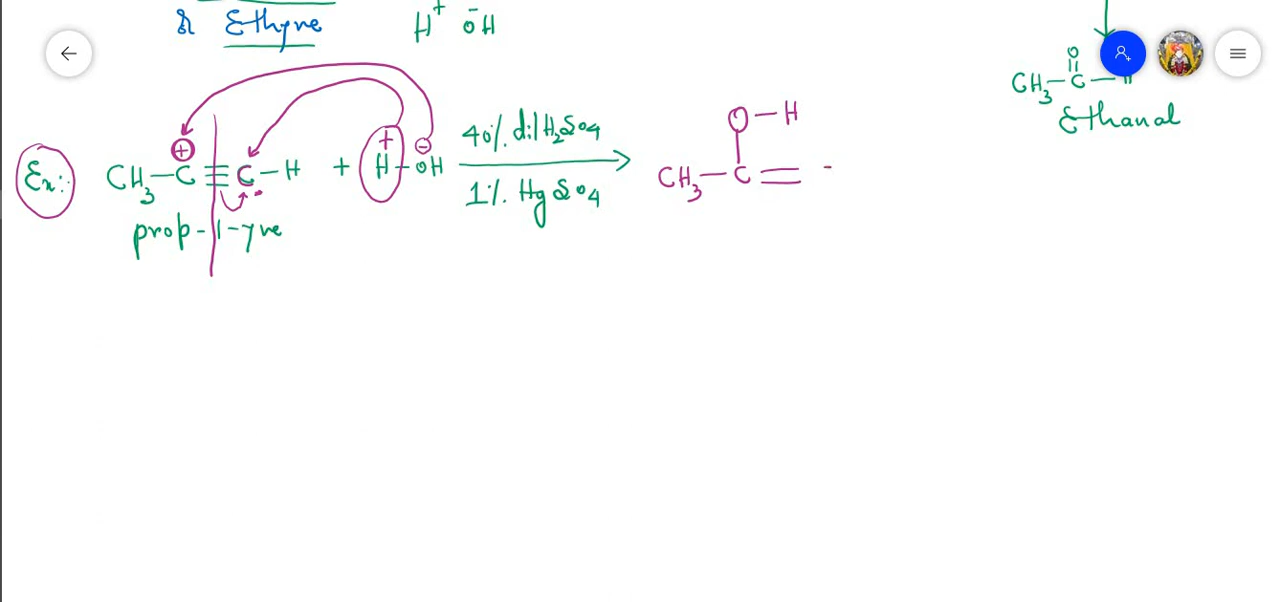 & Ethyne H⁺ ŌH
CH₃-C(=O)-H
Ethanal
Ex:- CH₃-C≡C-H + H-OH 40% dil H₂SO₄ / 1% HgSO₄ → CH₃-C(O-H)=
prop-1-yne